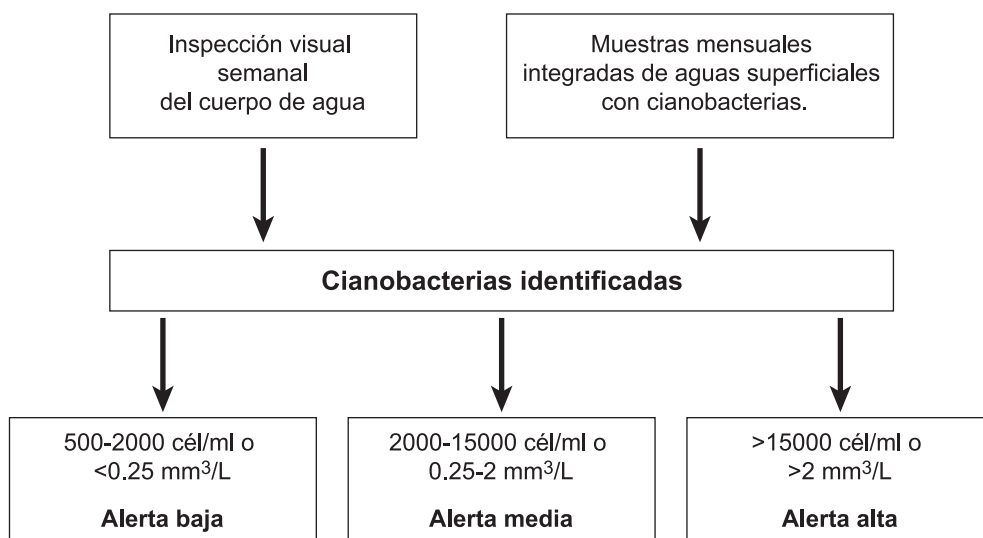 Inspección visual
semanal
del cuerpo de agua
Muestras mensuales
integradas de aguas superficiales
con cianobacterias.
Cianobacterias identificadas
500-2000 cél/ml o
<0.25 mm³/L
Alerta baja
2000-15000 cél/ml o
0.25-2 mm³/L
Alerta media
>15000 cél/ml o
>2 mm³/L
Alerta alta